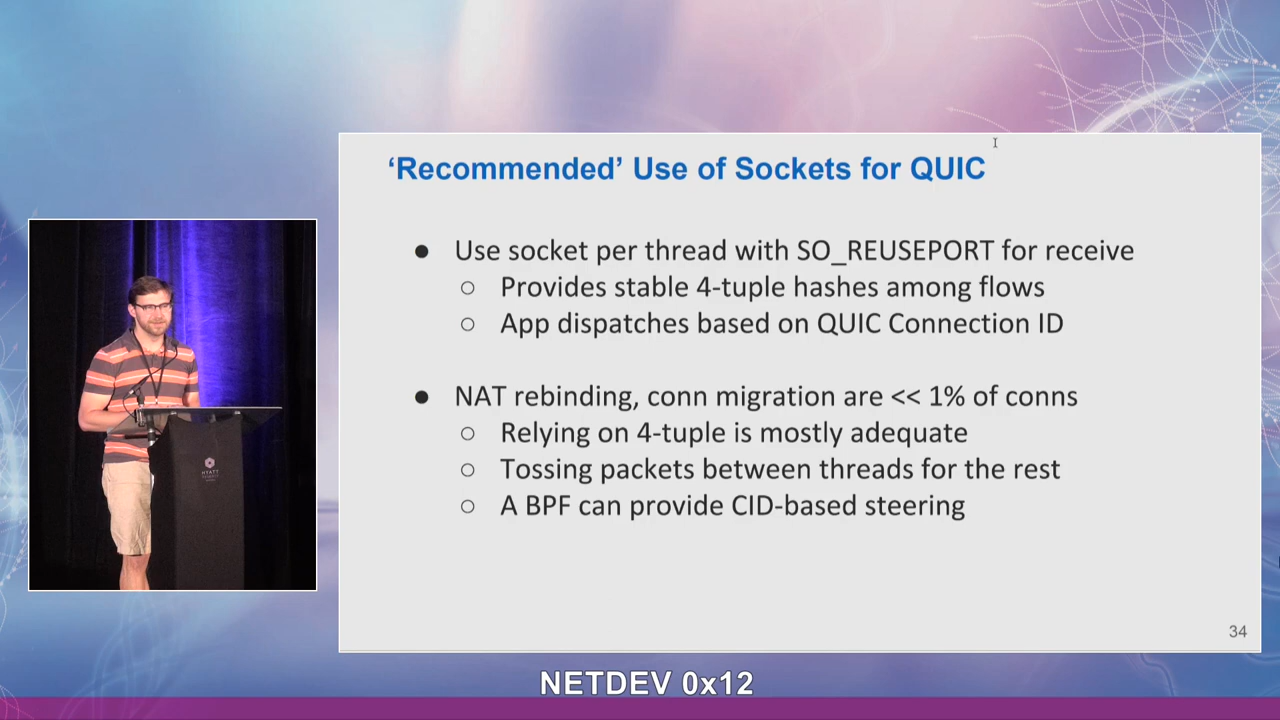 ‘Recommended’ Use of Sockets for QUIC
● Use socket per thread with SO_REUSEPORT for receive
○ Provides stable 4-tuple hashes among flows
○ App dispatches based on QUIC Connection ID
● NAT rebinding, conn migration are << 1% of conns
○ Relying on 4-tuple is mostly adequate
○ Tossing packets between threads for the rest
○ A BPF can provide CID-based steering
34
HYATT
NETDEV 0x12